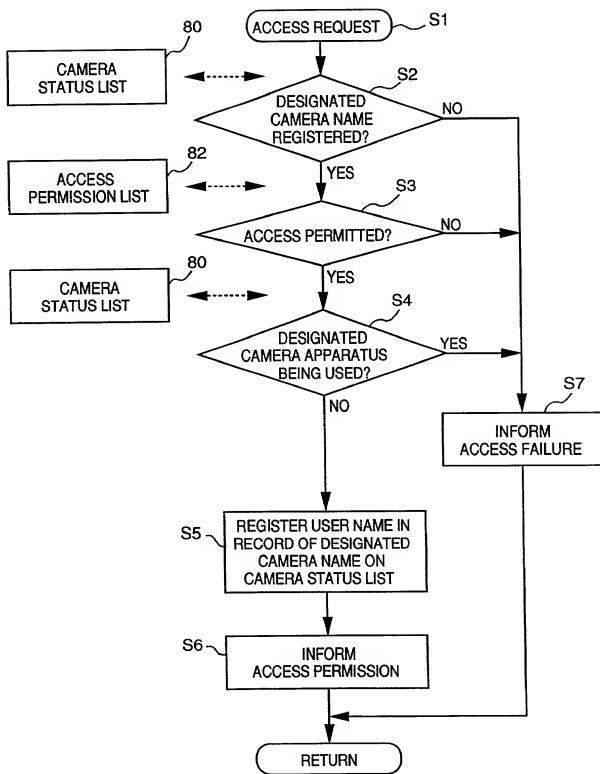 ACCESS REQUEST
S1
80
CAMERA
STATUS LIST
S2
DESIGNATED
CAMERA NAME
REGISTERED?
NO
YES
82
ACCESS
PERMISSION LIST
S3
ACCESS PERMITTED?
NO
YES
80
CAMERA
STATUS LIST
S4
DESIGNATED
CAMERA APPARATUS
BEING USED?
YES
NO
S7
INFORM
ACCESS FAILURE
S5
REGISTER USER NAME IN
RECORD OF DESIGNATED
CAMERA NAME ON
CAMERA STATUS LIST
S6
INFORM
ACCESS PERMISSION
RETURN